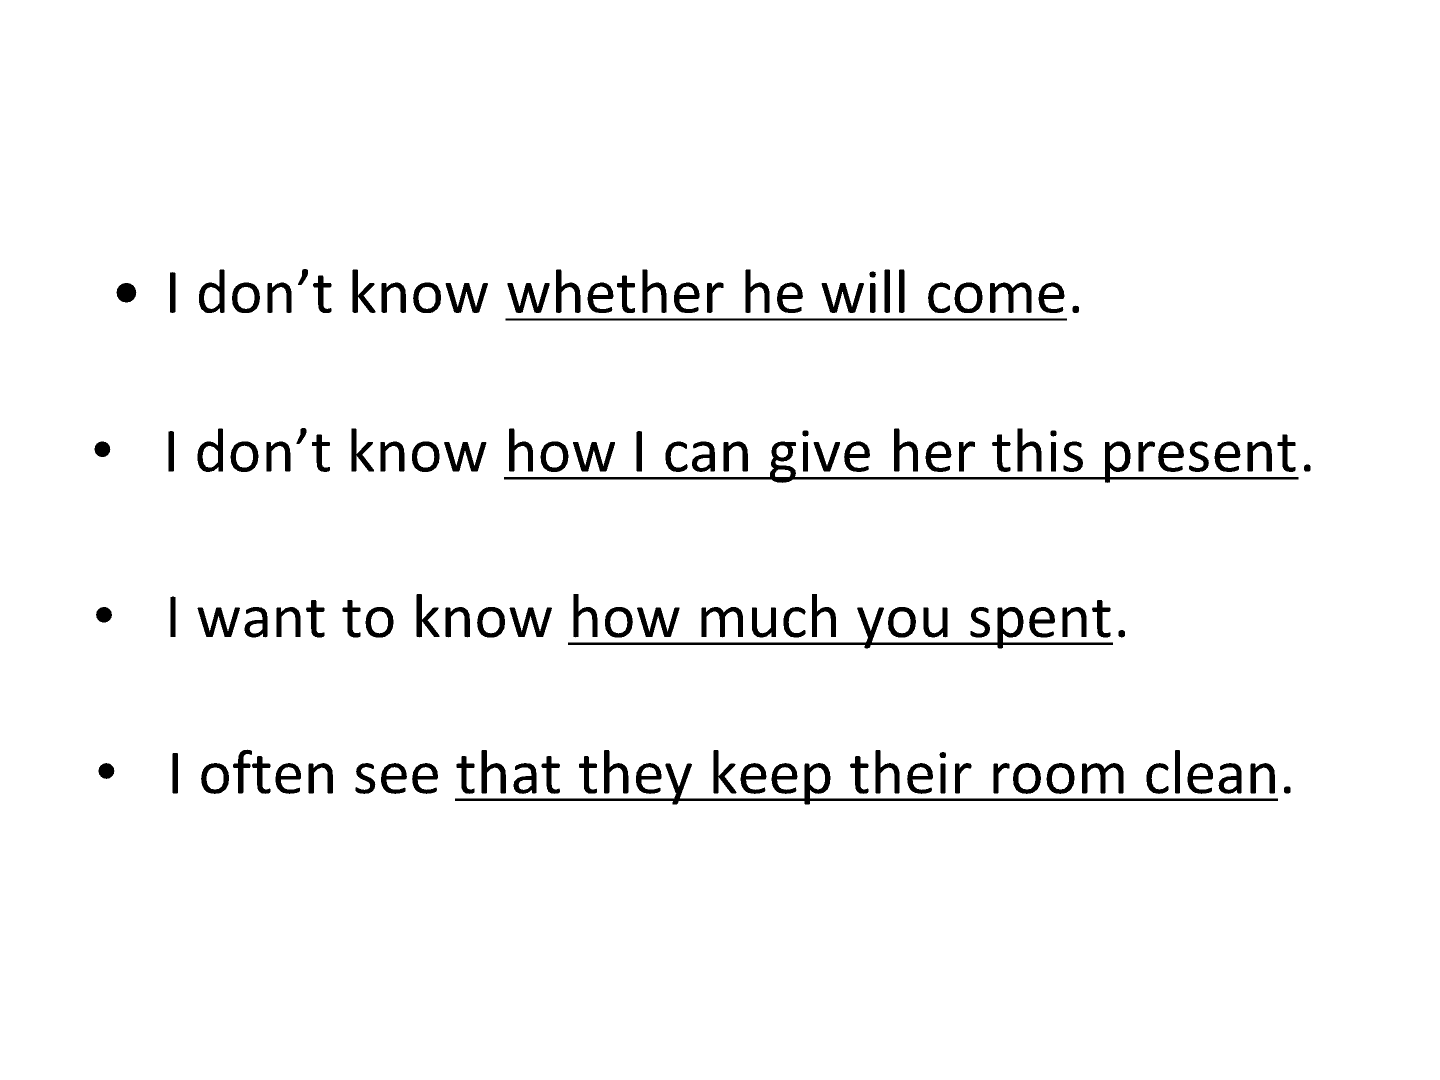 • I don’t know whether he will come.
• I don’t know how I can give her this present.
• I want to know how much you spent.
• I often see that they keep their room clean.